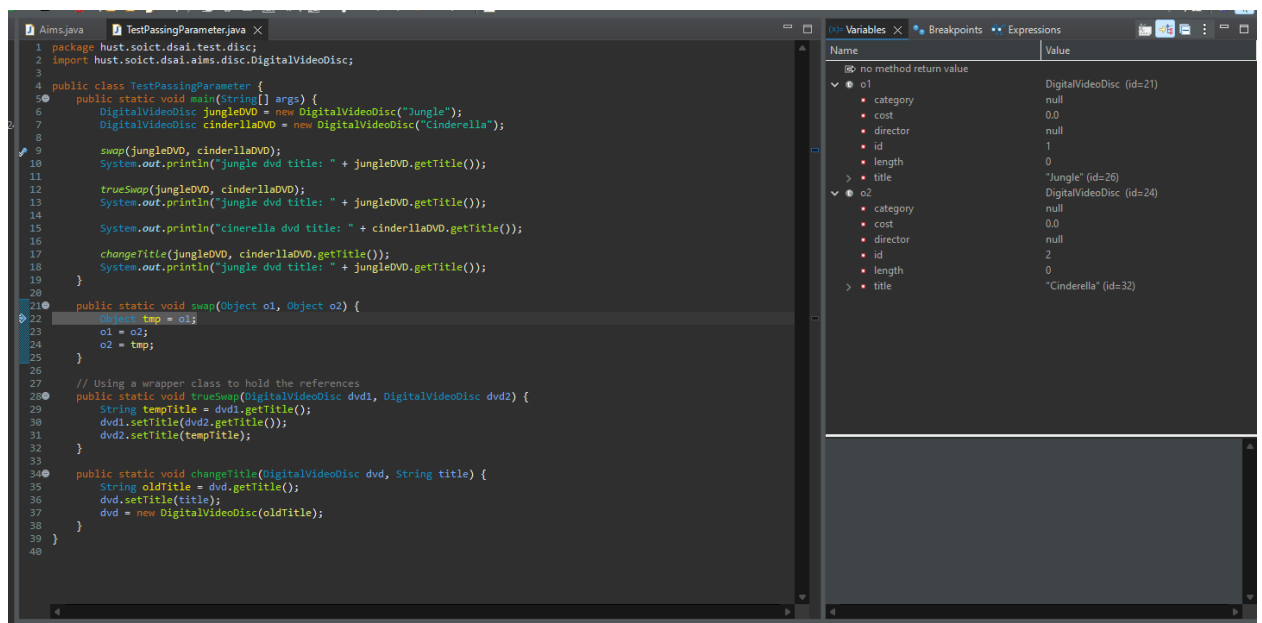 Aims.java
TestPassingParameter.java
1 package hust.soict.dsai.test.disc;
2 import hust.soict.dsai.aims.disc.DigitalVideoDisc;
3
4 public class TestPassingParameter {
5 public static void main(String[] args) {
6 DigitalVideoDisc jungleDVD = new DigitalVideoDisc("Jungle");
7 DigitalVideoDisc cinderllaDVD = new DigitalVideoDisc("Cinderella");
8
9 swap(jungleDVD, cinderllaDVD);
10 System.out.println("jungle dvd title: " + jungleDVD.getTitle());
11
12 trueSwap(jungleDVD, cinderllaDVD);
13 System.out.println("jungle dvd title: " + jungleDVD.getTitle());
14
15 System.out.println("cinerella dvd title: " + cinderllaDVD.getTitle());
16
17 changeTitle(jungleDVD, cinderllaDVD.getTitle());
18 System.out.println("jungle dvd title: " + jungleDVD.getTitle());
19 }
20
21 public static void swap(Object o1, Object o2) {
22 Object tmp = o1;
23 o1 = o2;
24 o2 = tmp;
25 }
26
27 // Using a wrapper class to hold the references
28 public static void trueSwap(DigitalVideoDisc dvd1, DigitalVideoDisc dvd2) {
29 String tempTitle = dvd1.getTitle();
30 dvd1.setTitle(dvd2.getTitle());
31 dvd2.setTitle(tempTitle);
32 }
33
34 public static void changeTitle(DigitalVideoDisc dvd, String title) {
35 String oldTitle = dvd.getTitle();
36 dvd.setTitle(title);
37 dvd = new DigitalVideoDisc(oldTitle);
38 }
39 }
40
(x)= Variables
Breakpoints
Expressions
Name Value
no method return value
o1 DigitalVideoDisc (id=21)
category null
cost 0.0
director null
id 1
length 0
title "Jungle" (id=26)
o2 DigitalVideoDisc (id=24)
category null
cost 0.0
director null
id 2
length 0
title "Cinderella" (id=32)